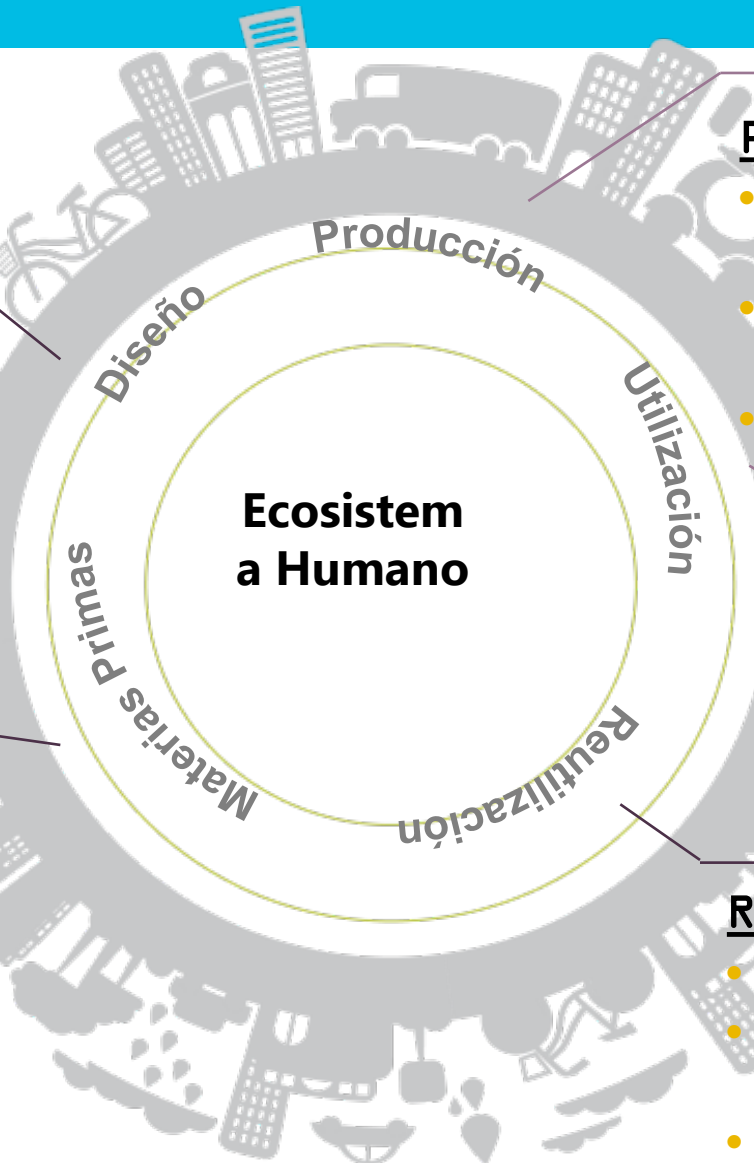 Producción
Diseño
Utilización
Ecosistem
a Humano
Materias Primas
Reutilización
P
R